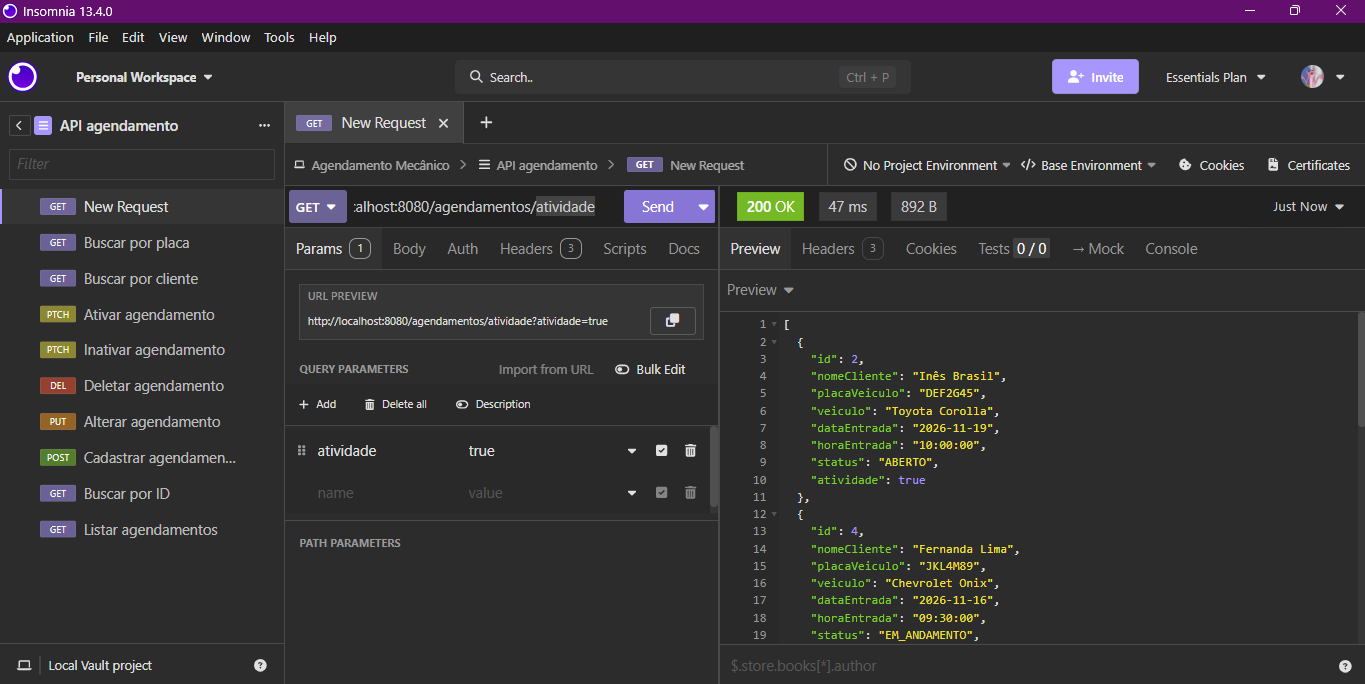 Insomnia 13.4.0
Application File Edit View Window Tools Help
Personal Workspace
Search..
Ctrl + P
Invite
Essentials Plan
API agendamento
GET New Request
Filter
Agendamento Mecânico > API agendamento > GET New Request
No Project Environment
</> Base Environment
Cookies
Certificates
GET New Request
GET Buscar por placa
GET Buscar por cliente
PTCH Ativar agendamento
PTCH Inativar agendamento
DEL Deletar agendamento
PUT Alterar agendamento
POST Cadastrar agendamen...
GET Buscar por ID
GET Listar agendamentos
Local Vault project
GET :alhost:8080/agendamentos/atividade Send
Params 1 Body Auth Headers 3 Scripts Docs
URL PREVIEW
http://localhost:8080/agendamentos/atividade?atividade=true
QUERY PARAMETERS Import from URL Bulk Edit
+ Add Delete all Description
atividade true
name value
PATH PARAMETERS
200 OK 47 ms 892 B Just Now
Preview Headers 3 Cookies Tests 0 / 0 → Mock Console
Preview
1 [
2 {
3 "id": 2,
4 "nomeCliente": "Inês Brasil",
5 "placaVeiculo": "DEF2G45",
6 "veiculo": "Toyota Corolla",
7 "dataEntrada": "2026-11-19",
8 "horaEntrada": "10:00:00",
9 "status": "ABERTO",
10 "atividade": true
11 },
12 {
13 "id": 4,
14 "nomeCliente": "Fernanda Lima",
15 "placaVeiculo": "JKL4M89",
16 "veiculo": "Chevrolet Onix",
17 "dataEntrada": "2026-11-16",
18 "horaEntrada": "09:30:00",
19 "status": "EM_ANDAMENTO",
$.store.books[*].author